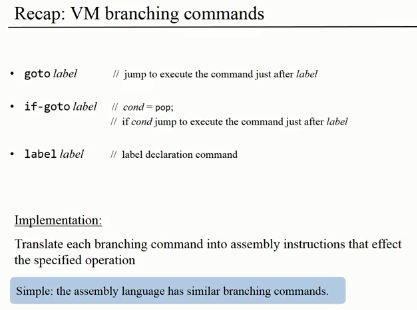 Recap: VM branching commands
• goto label // jump to execute the command just after label
• if-goto label // cond = pop;
// if cond jump to execute the command just after label
• label label // label declaration command
Implementation:
Translate each branching command into assembly instructions that effect
the specified operation
Simple: the assembly language has similar branching commands.